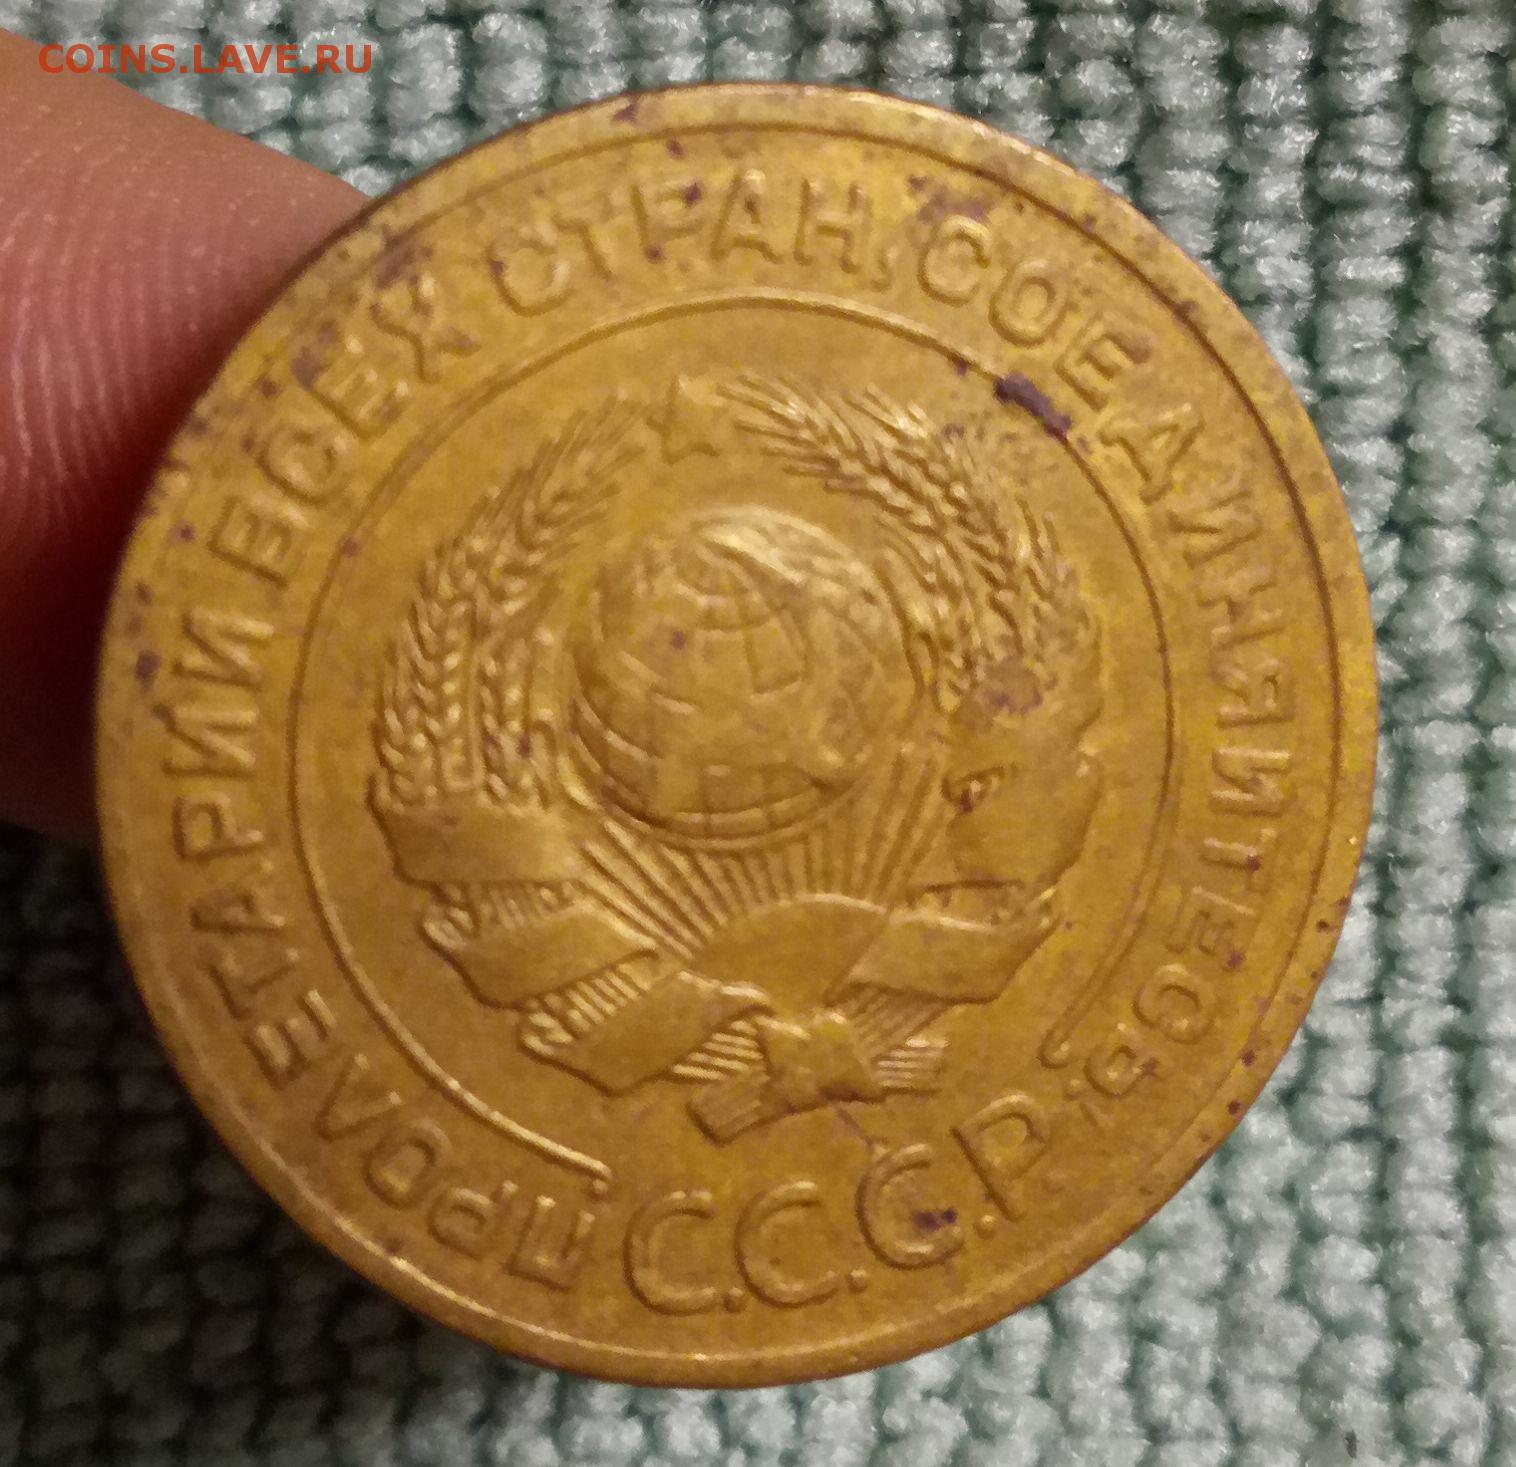 COINS.LAVE.RU
ПРОЛЕТАРИИ ВСЕХ СТРАН, СОЕДИНЯЙТЕСЬ!
С.С.С.Р.